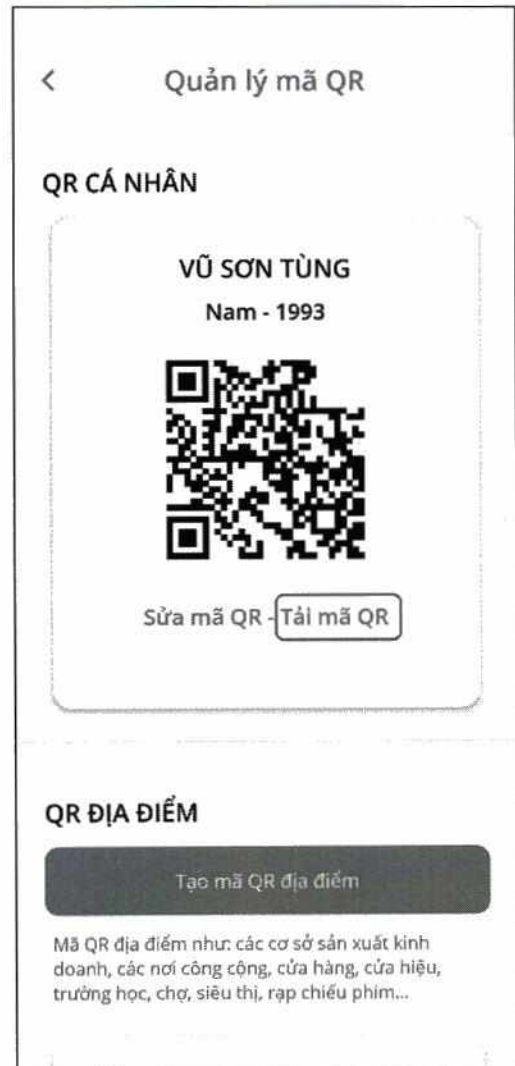 Quản lý mã QR
QR CÁ NHÂN
VŨ SƠN TÙNG
Nam - 1993
Sửa mã QR - Tải mã QR
QR ĐỊA ĐIỂM
Tạo mã QR địa điểm
Mã QR địa điểm như: các cơ sở sản xuất kinh
doanh, các nơi công cộng, cửa hàng, cửa hiệu,
trường học, chợ, siêu thị, rạp chiếu phim...